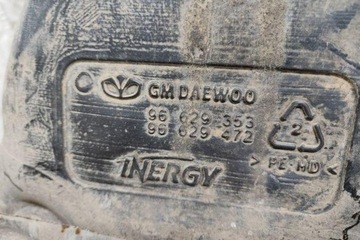 GM DAEWOO
96 629 353
96 629 472
2
> PE-HD <
INERGY